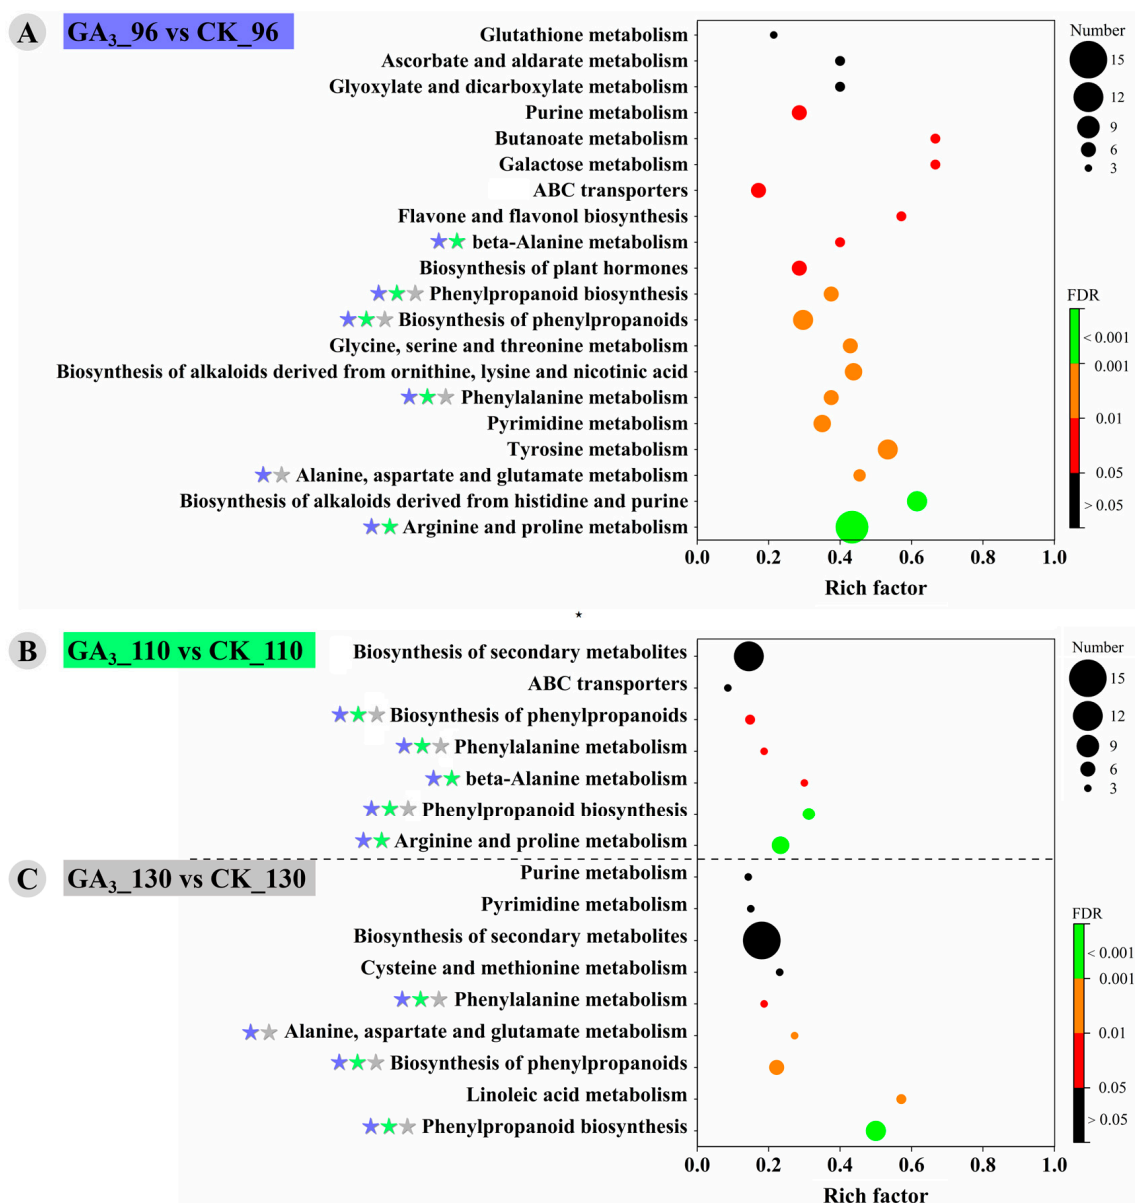 A GA₃_96 vs CK_96
Glutathione metabolism
Ascorbate and aldarate metabolism
Glyoxylate and dicarboxylate metabolism
Purine metabolism
Butanoate metabolism
Galactose metabolism
ABC transporters
Flavone and flavonol biosynthesis
beta-Alanine metabolism
Biosynthesis of plant hormones
Phenylpropanoid biosynthesis
Biosynthesis of phenylpropanoids
Glycine, serine and threonine metabolism
Biosynthesis of alkaloids derived from ornithine, lysine and nicotinic acid
Phenylalanine metabolism
Pyrimidine metabolism
Tyrosine metabolism
Alanine, aspartate and glutamate metabolism
Biosynthesis of alkaloids derived from histidine and purine
Arginine and proline metabolism
0.0 0.2 0.4 0.6 0.8 1.0
Rich factor
Number
15
12
9
6
3
FDR
< 0.001
0.001
0.01
0.05
> 0.05
*
B GA₃_110 vs CK_110
Biosynthesis of secondary metabolites
ABC transporters
Biosynthesis of phenylpropanoids
Phenylalanine metabolism
beta-Alanine metabolism
Phenylpropanoid biosynthesis
Arginine and proline metabolism
Number
15
12
9
6
3
C GA₃_130 vs CK_130
Purine metabolism
Pyrimidine metabolism
Biosynthesis of secondary metabolites
Cysteine and methionine metabolism
Phenylalanine metabolism
Alanine, aspartate and glutamate metabolism
Biosynthesis of phenylpropanoids
Linoleic acid metabolism
Phenylpropanoid biosynthesis
0.0 0.2 0.4 0.6 0.8 1.0
Rich factor
FDR
< 0.001
0.001
0.01
0.05
> 0.05